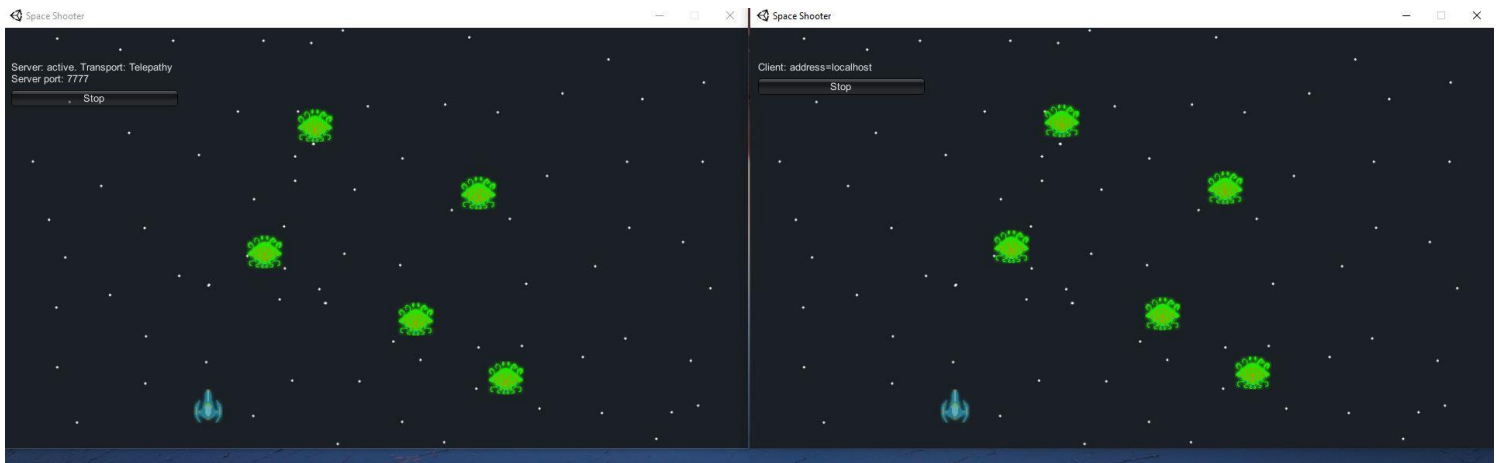 Space Shooter
Server: active. Transport: Telepathy
Server port: 7777
Stop
Space Shooter
Client: address=localhost
Stop